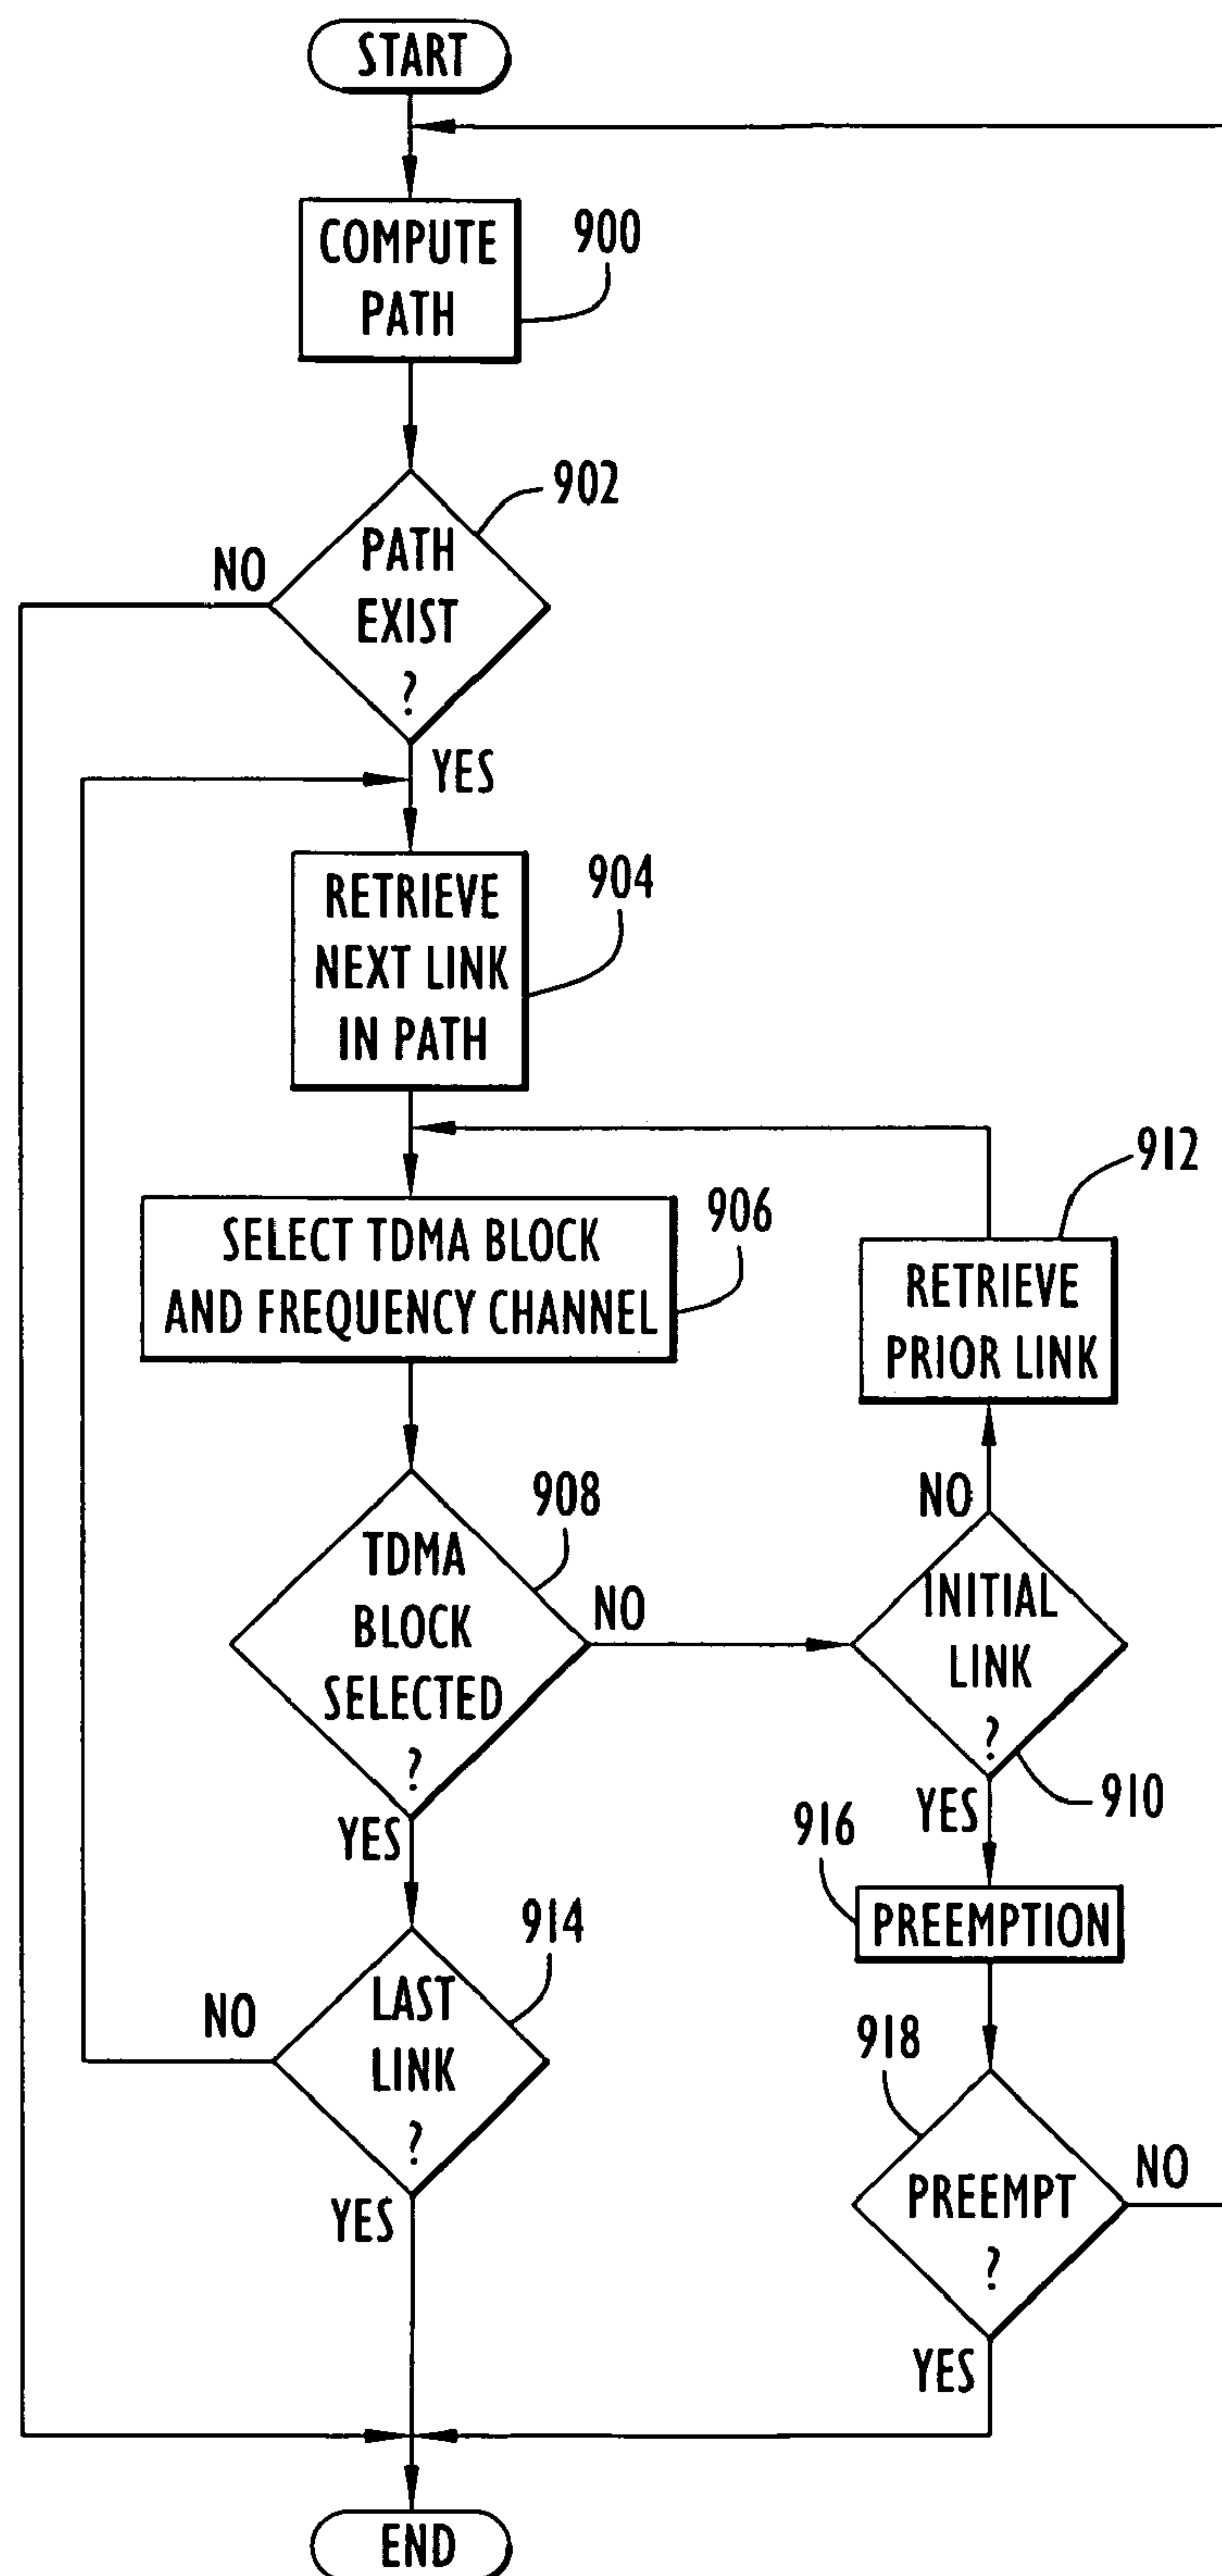 START
COMPUTE
PATH
900
PATH
EXIST
?
902
NO
YES
RETRIEVE
NEXT LINK
IN PATH
904
SELECT TDMA BLOCK
AND FREQUENCY CHANNEL
906
RETRIEVE
PRIOR LINK
912
TDMA
BLOCK
SELECTED
?
908
NO
YES
INITIAL
LINK
?
910
NO
YES
LAST
LINK
?
914
NO
YES
PREEMPTION
916
PREEMPT
?
918
NO
YES
END